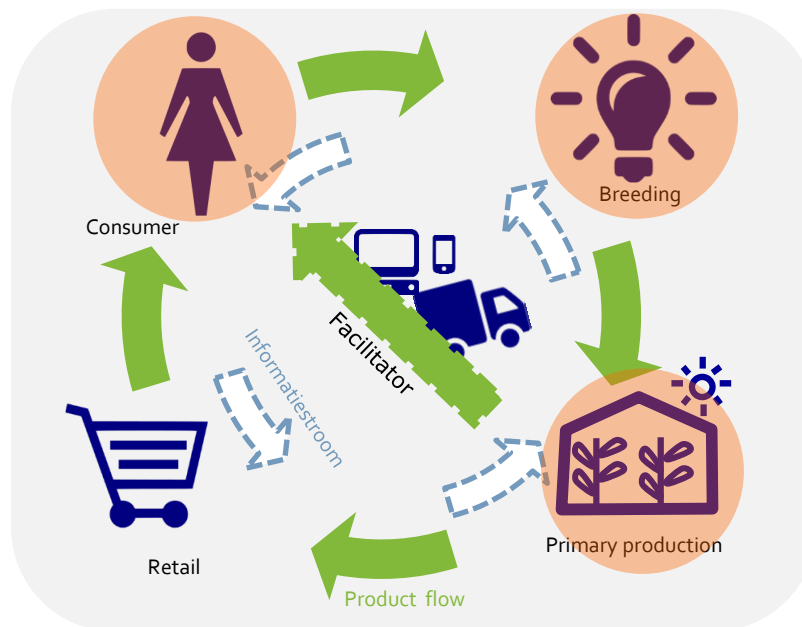 Breeding
Consumer
Facilitator
Informatiestroom
Primary production
Retail
Product flow